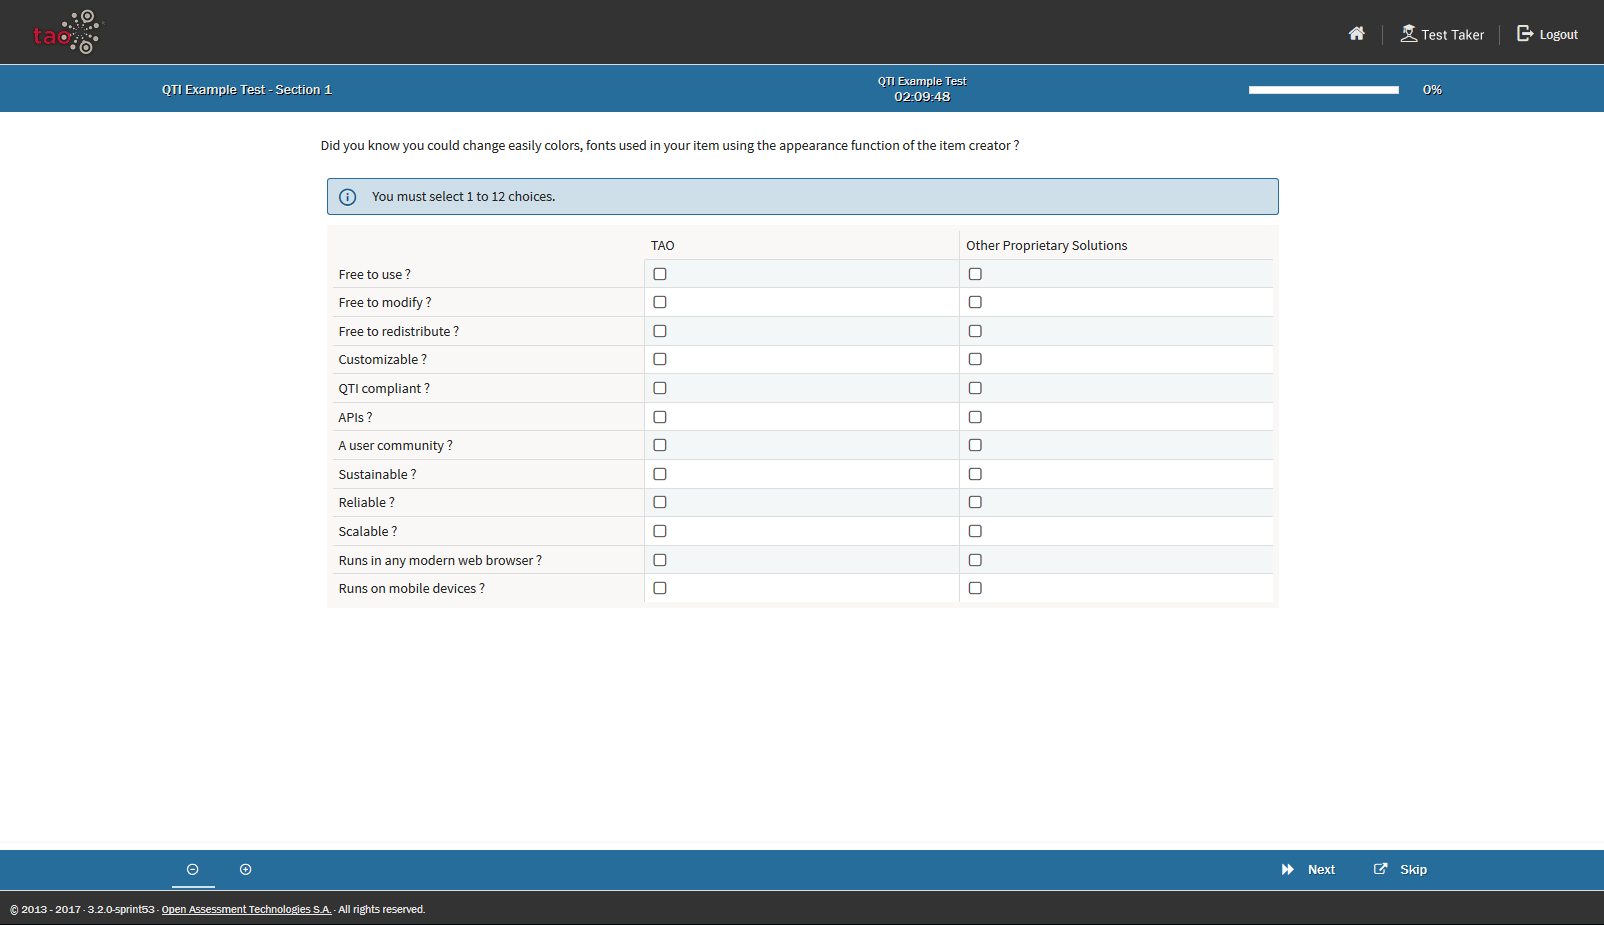 tao
Test Taker
Logout
QTI Example Test - Section 1
QTI Example Test
02:09:48
0%
Did you know you could change easily colors, fonts used in your item using the appearance function of the item creator ?
You must select 1 to 12 choices.
TAO Other Proprietary Solutions
Free to use ?
Free to modify ?
Free to redistribute ?
Customizable ?
QTI compliant ?
APIs ?
A user community ?
Sustainable ?
Reliable ?
Scalable ?
Runs in any modern web browser ?
Runs on mobile devices ?
Next
Skip
© 2013 - 2017 · 3.2.0-sprint53 · Open Assessment Technologies S.A. · All rights reserved.